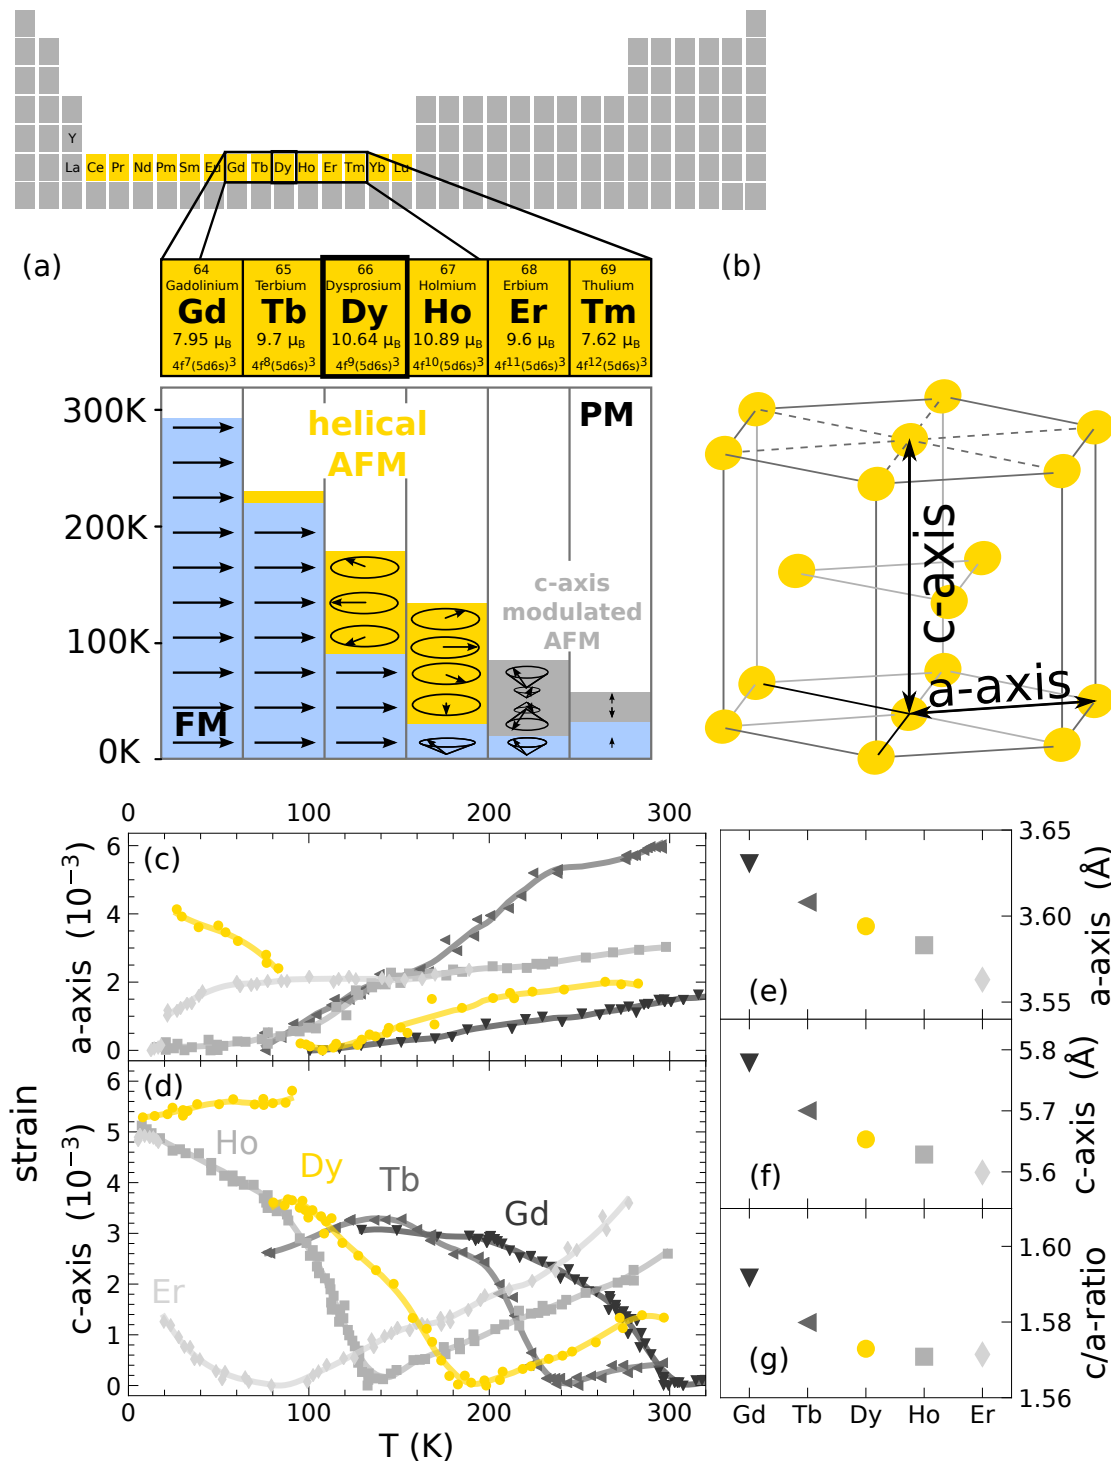 Y
La Ce Pr Nd Pm Sm Eu Gd Tb Dy Ho Er Tm Yb Lu
(a)
64 65 66 67 68 69
Gadolinium Terbium Dysprosium Holmium Erbium Thulium
Gd Tb Dy Ho Er Tm
7.95 μB 9.7 μB 10.64 μB 10.89 μB 9.6 μB 7.62 μB
4f⁷(5d6s)³ 4f⁸(5d6s)³ 4f⁹(5d6s)³ 4f¹⁰(5d6s)³ 4f¹¹(5d6s)³ 4f¹²(5d6s)³
300K
200K
100K
0K
helical
AFM
PM
c-axis
modulated
AFM
FM
(b)
c-axis
a-axis
0 100 200 300
(c)
6
4
2
0
a-axis (10⁻³)
(d)
6
5
4
3
2
1
0
strain
c-axis (10⁻³)
Ho
Dy
Tb
Gd
Er
0 100 200 300
T (K)
(e)
3.65
3.60
3.55
a-axis (Å)
(f)
5.8
5.7
5.6
c-axis (Å)
(g)
1.60
1.58
1.56
c/a-ratio
Gd Tb Dy Ho Er